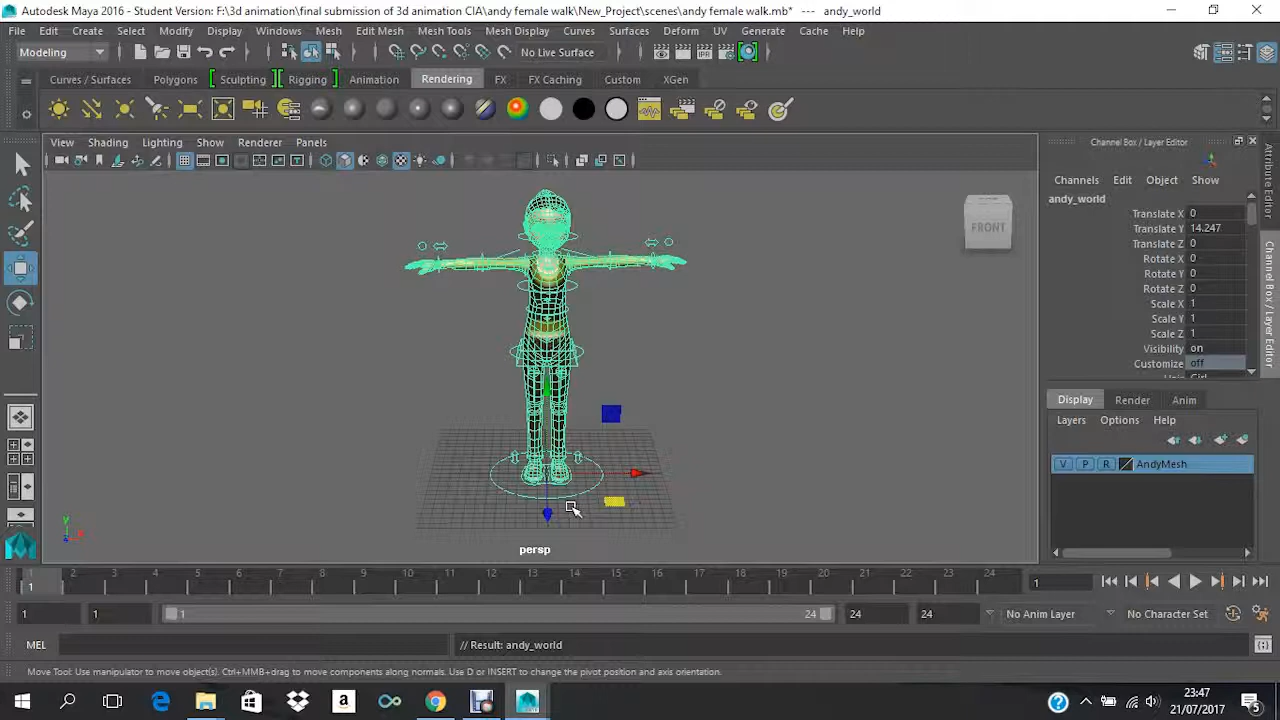 Autodesk Maya 2016 - Student Version: F:\3d animation\final submission of 3d animation CIA\andy female walk\New_Project\scenes\andy female walk.mb* --- andy_world
File Edit Create Select Modify Display Windows Mesh Edit Mesh Mesh Tools Mesh Display Curves Surfaces Deform UV Generate Cache Help
Modeling No Live Surface
Curves / Surfaces Polygons Sculpting Rigging Animation Rendering FX FX Caching Custom XGen
IPR
View Shading Lighting Show Renderer Panels
Channel Box / Layer Editor
Channels Edit Object Show
andy_world
Translate X 0
Translate Y 14.247
Translate Z 0
Rotate X 0
Rotate Y 0
Rotate Z 0
Scale X 1
Scale Y 1
Scale Z 1
Visibility on
Customize off
Attribute Editor
Channel Box / Layer Editor
FRONT
Display Render Anim
Layers Options Help
V P R AndyMesh
y
persp
1 2 3 4 5 6 7 8 9 10 11 12 13 14 15 16 17 18 19 20 21 22 23 24
1 1
1 1 1 24 24 24 No Anim Layer No Character Set
MEL // Result: andy_world
Move Tool: Use manipulator to move object(s). Ctrl+MMB+drag to move components along normals. Use D or INSERT to change the pivot position and axis orientation.
23:47
21/07/2017
5